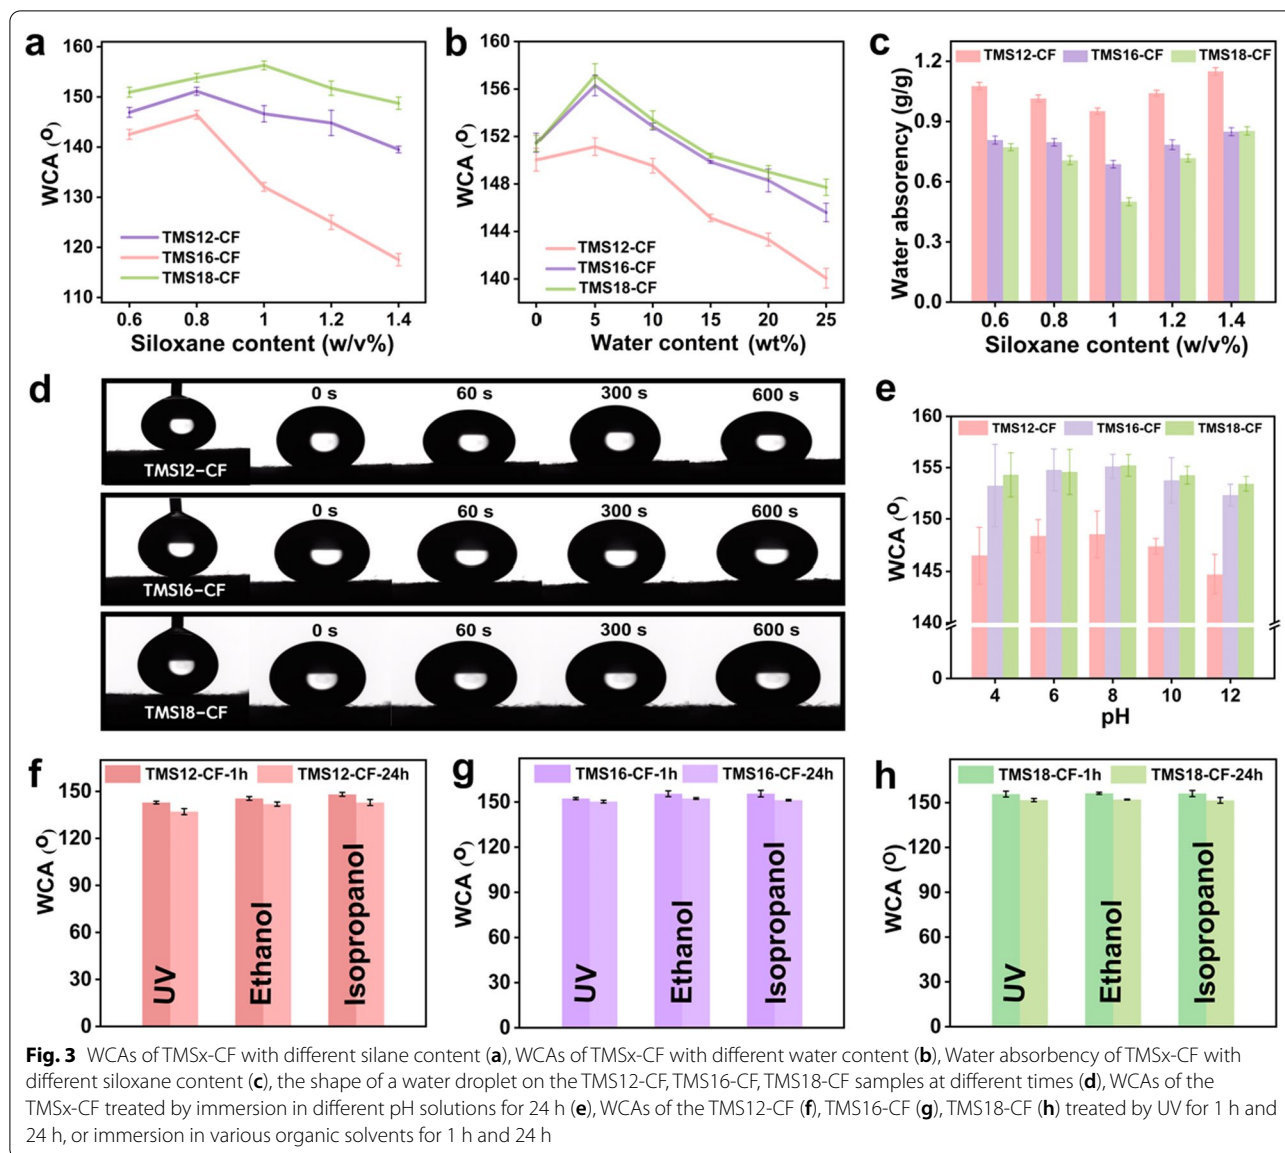 a
160
150
140
130
120
110
WCA (°)
TMS12-CF
TMS16-CF
TMS18-CF
0.6 0.8 1 1.2 1.4
Siloxane content (w/v%)
b
160
156
152
148
144
140
WCA (°)
TMS12-CF
TMS16-CF
TMS18-CF
0 5 10 15 20 25
Water content (wt%)
c
TMS12-CF TMS16-CF TMS18-CF
1.2
0.9
0.6
0.3
0.0
Water absorency (g/g)
0.6 0.8 1 1.2 1.4
Siloxane content (w/v%)
d
0 s 60 s 300 s 600 s
TMS12-CF
0 s 60 s 300 s 600 s
TMS16-CF
0 s 60 s 300 s 600 s
TMS18-CF
e
160
155
150
145
140
0
WCA (°)
TMS12-CF TMS16-CF TMS18-CF
4 6 8 10 12
pH
f
TMS12-CF-1h TMS12-CF-24h
150
120
90
60
30
0
WCA (°)
UV Ethanol Isopropanol
g
TMS16-CF-1h TMS16-CF-24h
150
100
50
0
WCA (°)
UV Ethanol Isopropanol
h
TMS18-CF-1h TMS18-CF-24h
150
120
90
60
30
0
WCA (°)
UV Ethanol Isopropanol
Fig. 3 WCAs of TMSx-CF with different silane content (a), WCAs of TMSx-CF with different water content (b), Water absorbency of TMSx-CF with
different siloxane content (c), the shape of a water droplet on the TMS12-CF, TMS16-CF, TMS18-CF samples at different times (d), WCAs of the
TMSx-CF treated by immersion in different pH solutions for 24 h (e), WCAs of the TMS12-CF (f), TMS16-CF (g), TMS18-CF (h) treated by UV for 1 h and
24 h, or immersion in various organic solvents for 1 h and 24 h